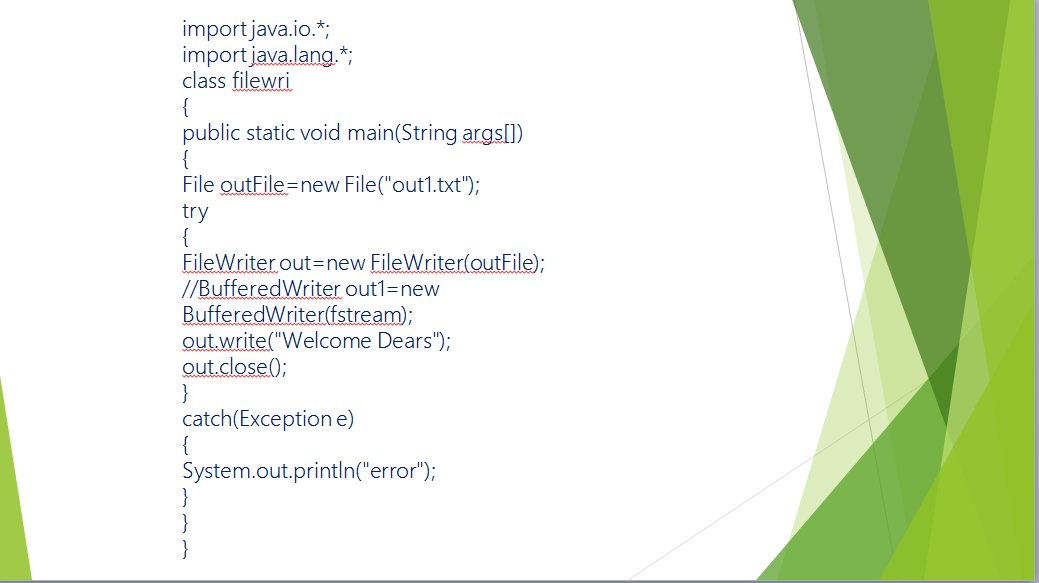 import java.io.*;
import java.lang.*;
class filewri
{
public static void main(String args[])
{
File outFile=new File("out1.txt");
try
{
FileWriter out=new FileWriter(outFile);
//BufferedWriter out1=new
BufferedWriter(fstream);
out.write("Welcome Dears");
out.close();
}
catch(Exception e)
{
System.out.println("error");
}
}
}